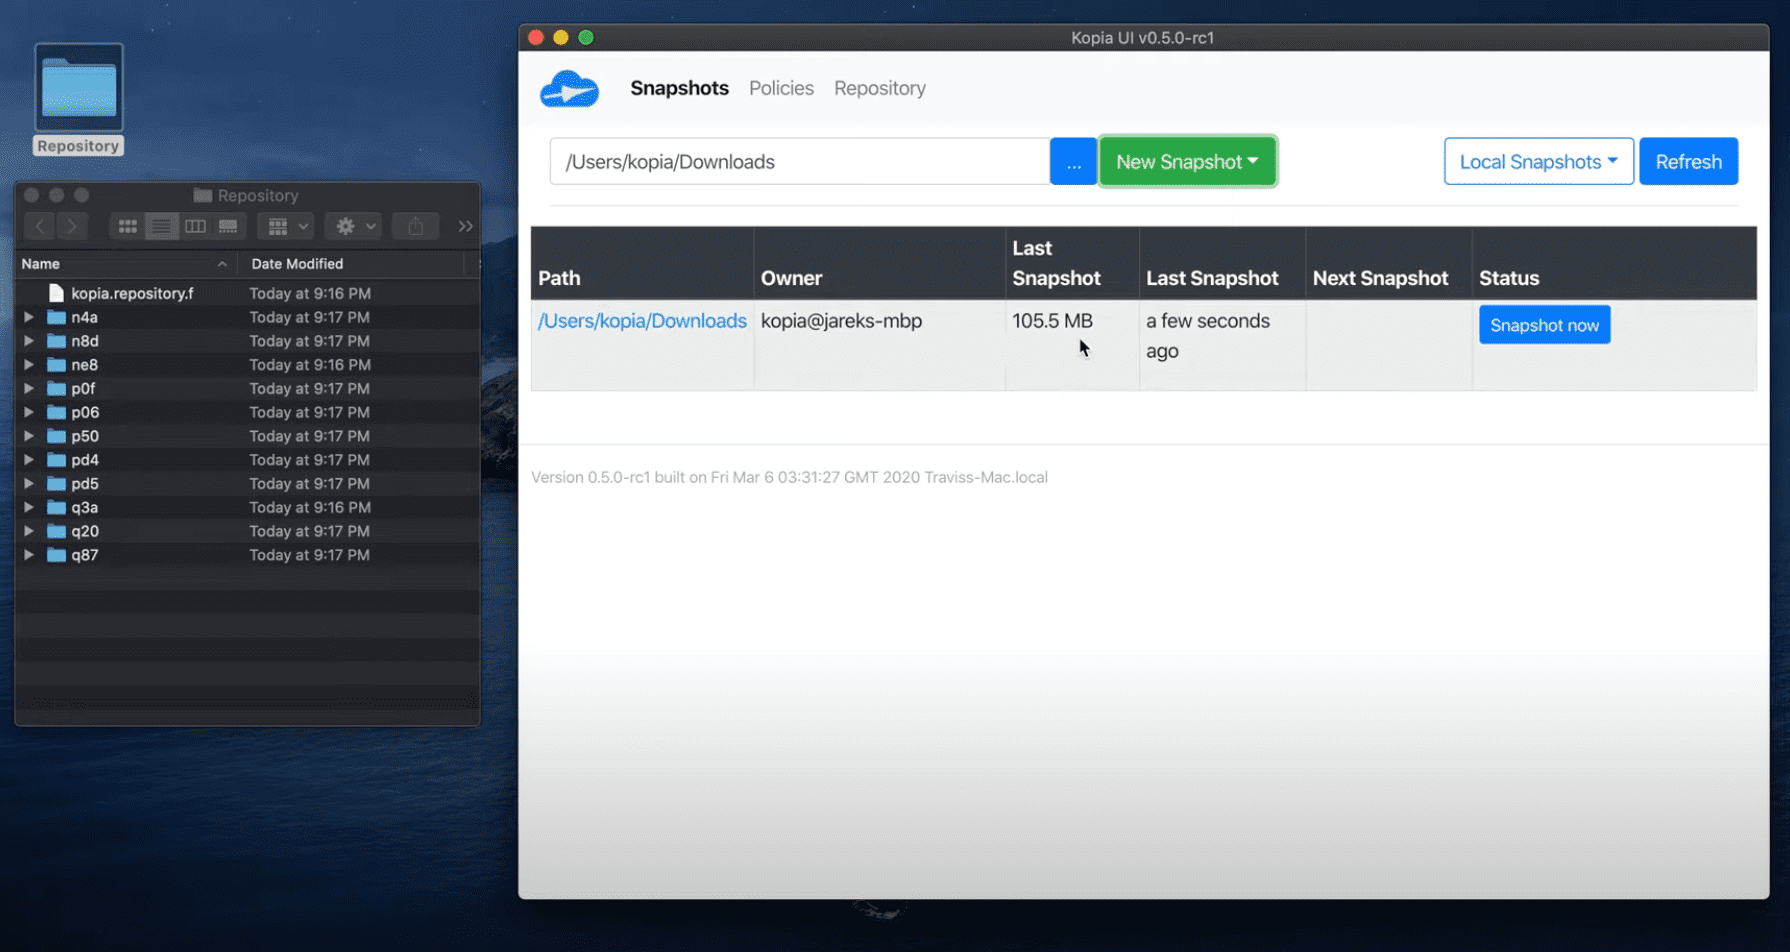 Repository
Repository
Name Date Modified
kopia.repository.f Today at 9:16 PM
n4a Today at 9:17 PM
n8d Today at 9:17 PM
ne8 Today at 9:16 PM
p0f Today at 9:17 PM
p06 Today at 9:17 PM
p50 Today at 9:17 PM
pd4 Today at 9:17 PM
pd5 Today at 9:17 PM
q3a Today at 9:16 PM
q20 Today at 9:17 PM
q87 Today at 9:17 PM
Kopia UI v0.5.0-rc1
Snapshots Policies Repository
/Users/kopia/Downloads ... New Snapshot Local Snapshots Refresh
Path Owner Last Snapshot Last Snapshot Next Snapshot Status
/Users/kopia/Downloads kopia@jareks-mbp 105.5 MB a few seconds ago Snapshot now
Version 0.5.0-rc1 built on Fri Mar 6 03:31:27 GMT 2020 Traviss-Mac.local